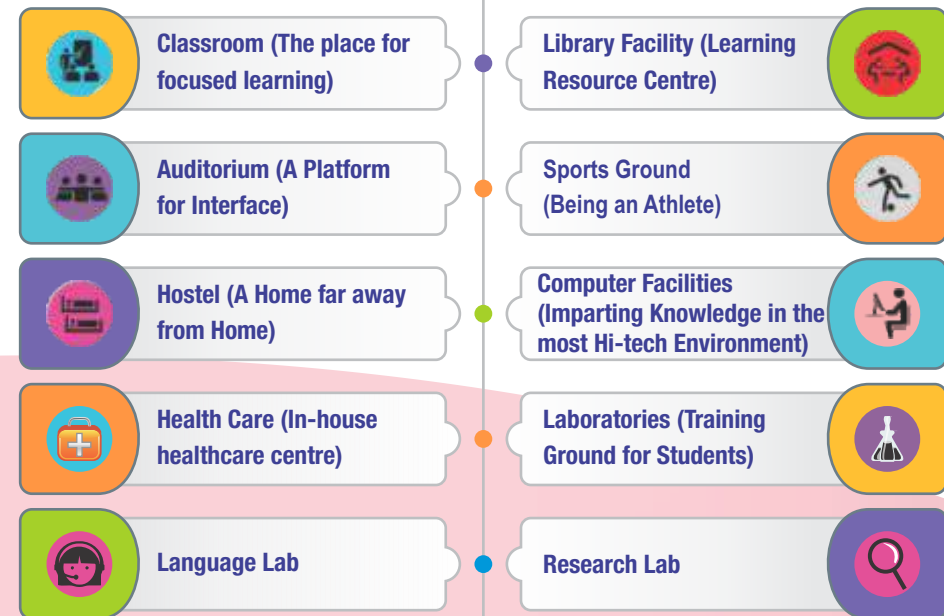 Classroom (The place for
focused learning)
Library Facility (Learning
Resource Centre)
Auditorium (A Platform
for Interface)
Sports Ground
(Being an Athlete)
Hostel (A Home far away
from Home)
Computer Facilities
(Imparting Knowledge in the
most Hi-tech Environment)
Health Care (In-house
healthcare centre)
Laboratories (Training
Ground for Students)
Language Lab
Research Lab